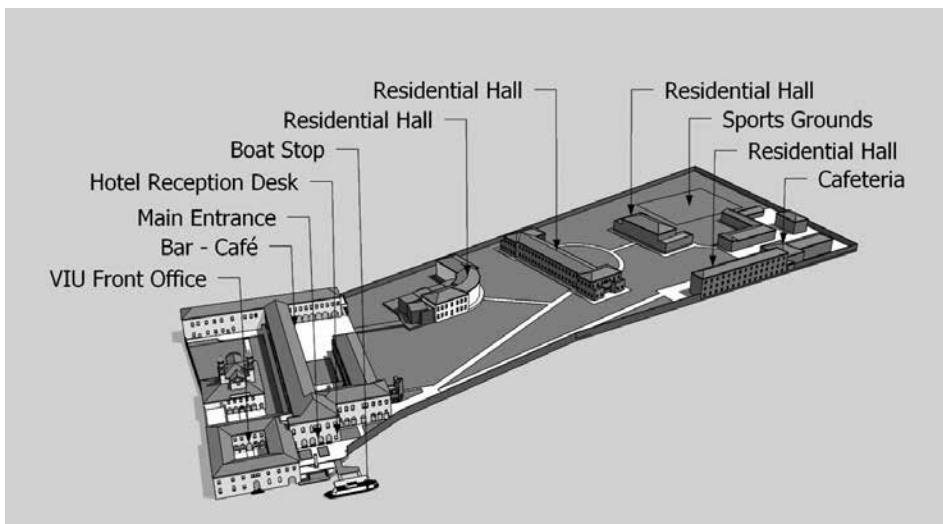 Residential Hall
Residential Hall
Residential Hall
Sports Grounds
Boat Stop
Residential Hall
Hotel Reception Desk
Cafeteria
Main Entrance
Bar - Café
VIU Front Office